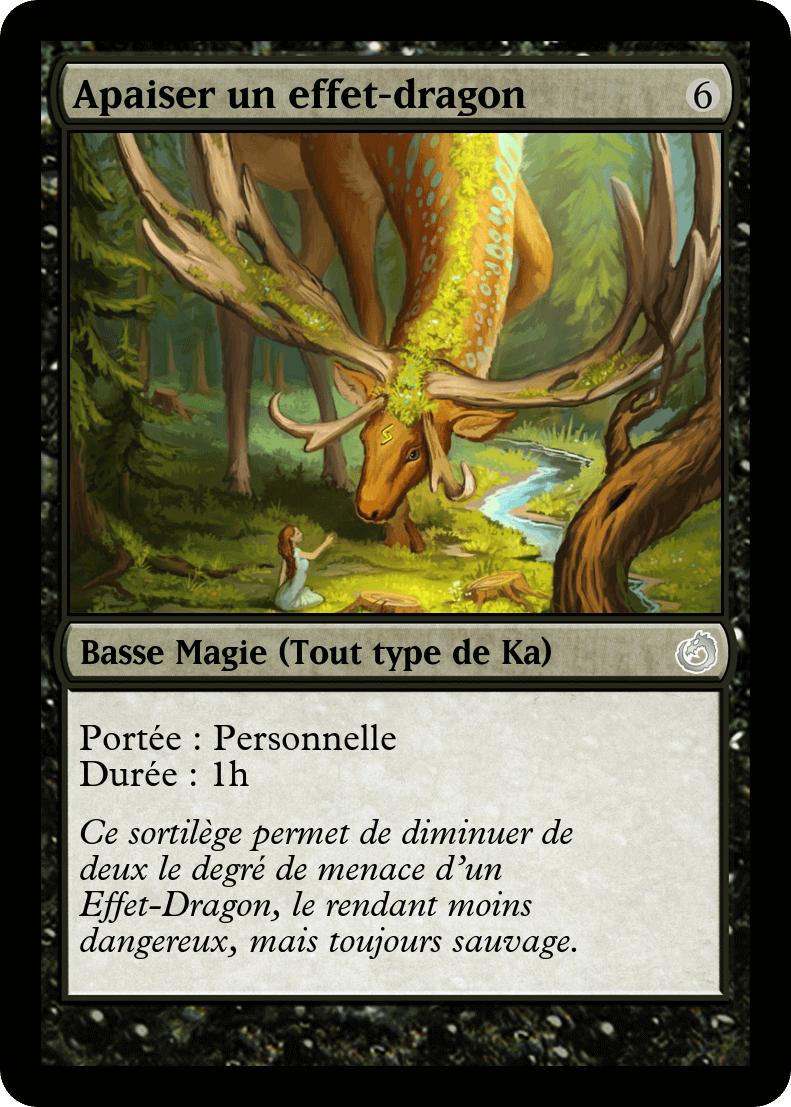 Apaiser un effet-dragon 6
Basse Magie (Tout type de Ka)
Portée : Personnelle
Durée : 1h
Ce sortilège permet de diminuer de
deux le degré de menace d’un
Effet-Dragon, le rendant moins
dangereux, mais toujours sauvage.